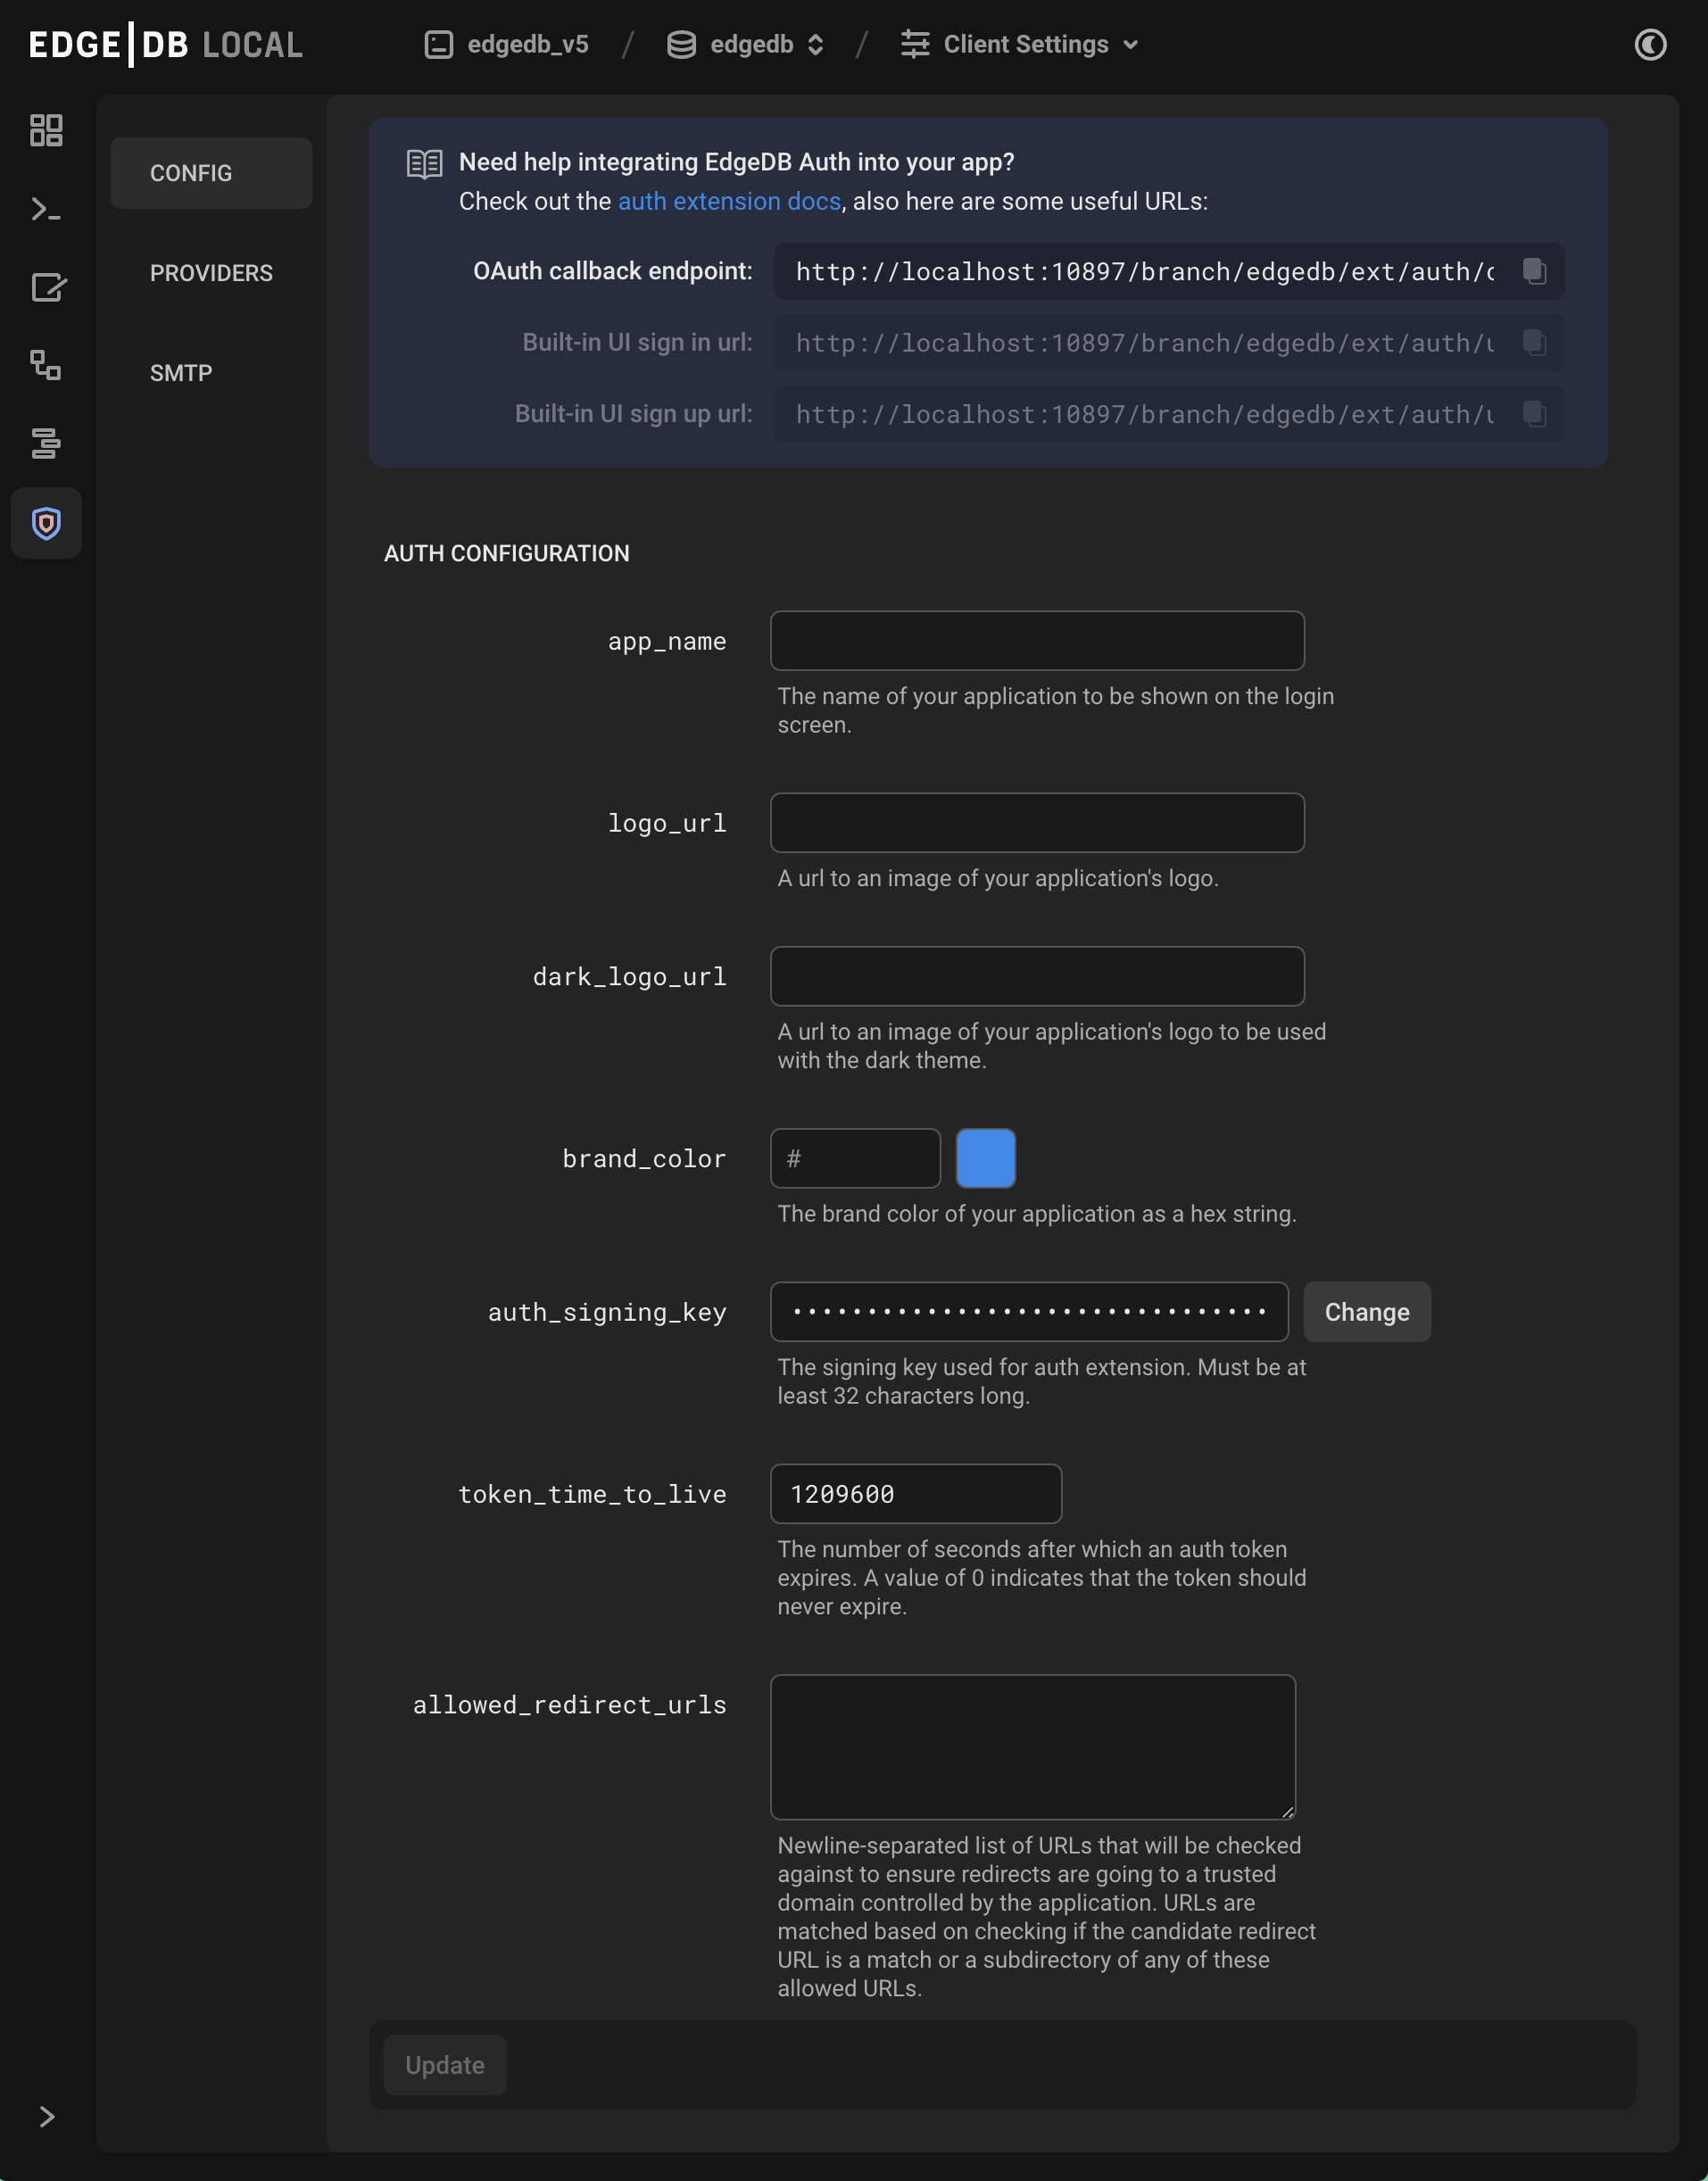 EDGE|DB LOCAL
edgedb_v5 / edgedb / Client Settings
CONFIG
PROVIDERS
SMTP
Need help integrating EdgeDB Auth into your app?
Check out the auth extension docs, also here are some useful URLs:
OAuth callback endpoint: http://localhost:10897/branch/edgedb/ext/auth/
Built-in UI sign in url: http://localhost:10897/branch/edgedb/ext/auth/
Built-in UI sign up url: http://localhost:10897/branch/edgedb/ext/auth/
AUTH CONFIGURATION
app_name
The name of your application to be shown on the login
screen.
logo_url
A url to an image of your application's logo.
dark_logo_url
A url to an image of your application's logo to be used
with the dark theme.
brand_color #
The brand color of your application as a hex string.
auth_signing_key •••••••••••••••••••••••••••••••• Change
The signing key used for auth extension. Must be at
least 32 characters long.
token_time_to_live 1209600
The number of seconds after which an auth token
expires. A value of 0 indicates that the token should
never expire.
allowed_redirect_urls
Newline-separated list of URLs that will be checked
against to ensure redirects are going to a trusted
domain controlled by the application. URLs are
matched based on checking if the candidate redirect
URL is a match or a subdirectory of any of these
allowed URLs.
Update